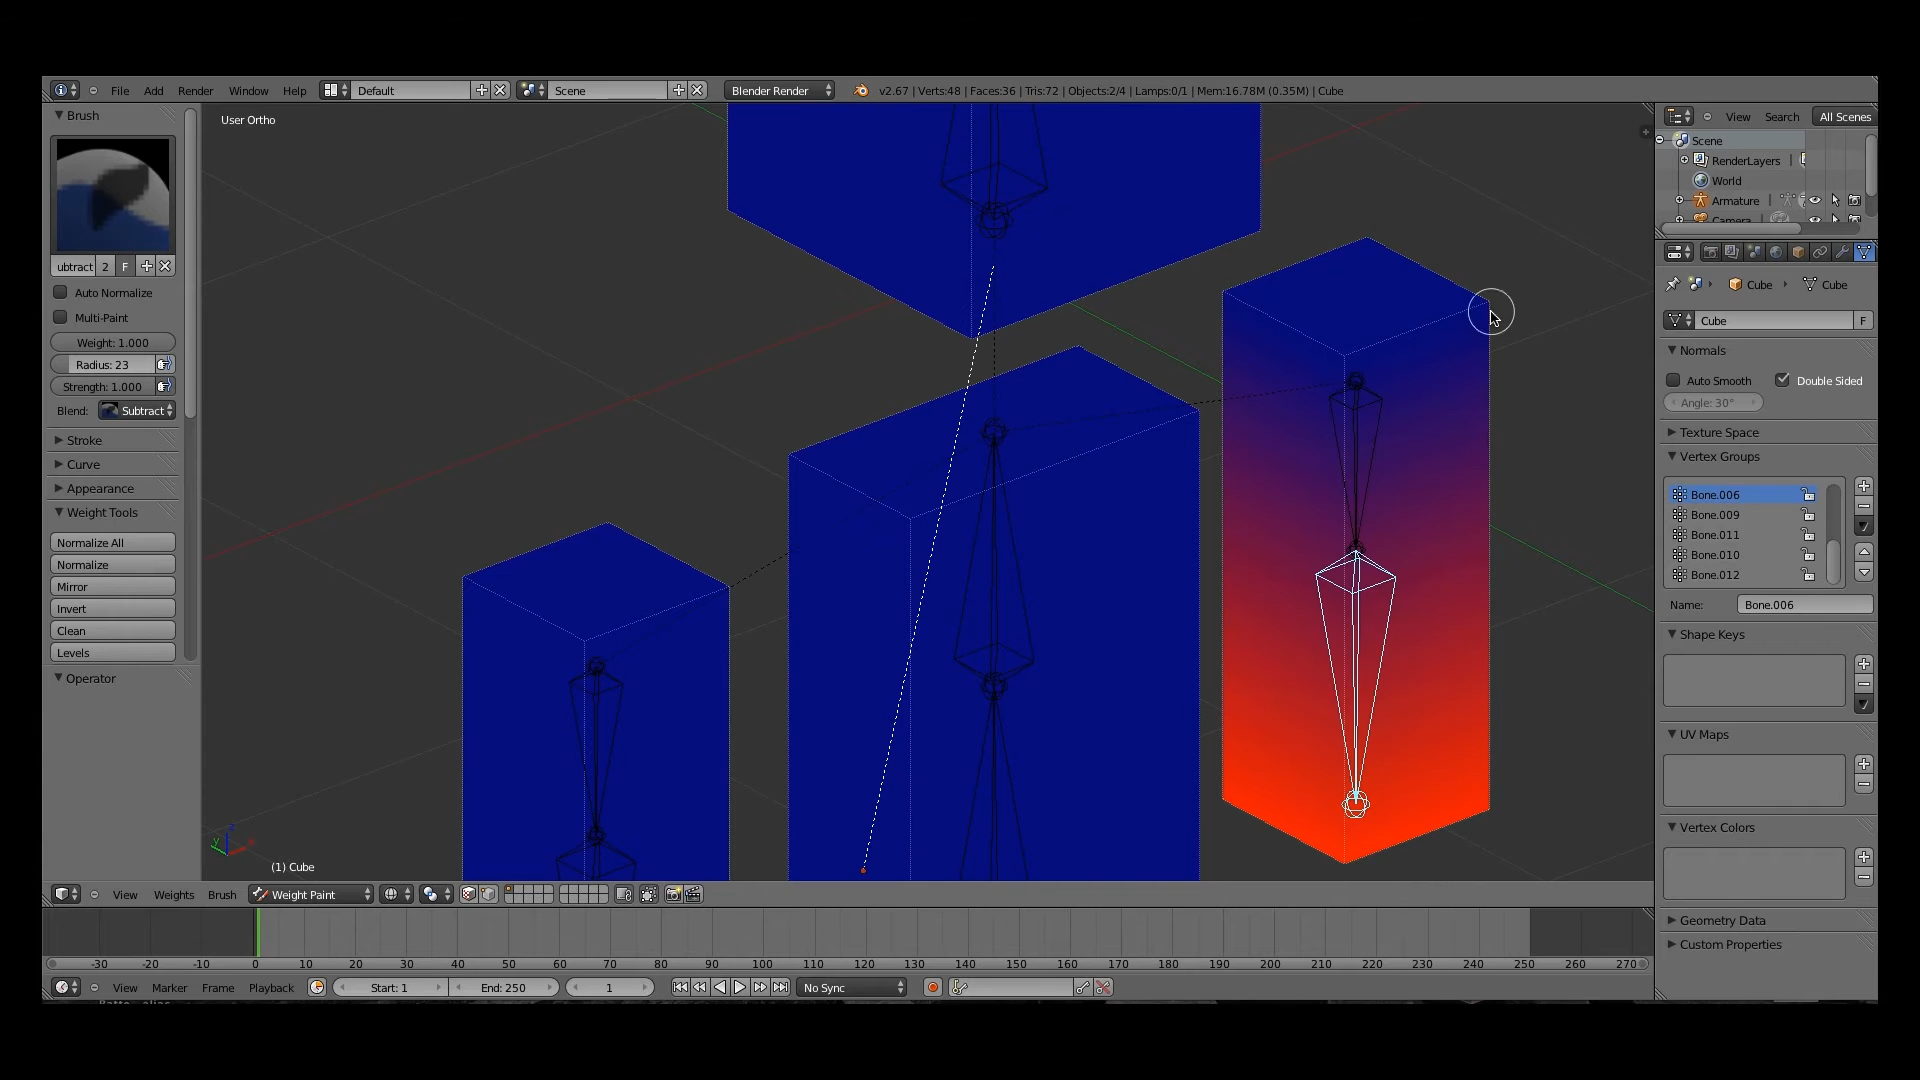 File Add Render Window Help Default Scene Blender Render v2.67 | Verts:48 | Faces:36 | Tris:72 | Objects:2/4 | Lamps:0/1 | Mem:16.78M (0.35M) | Cube
Brush
ubtract 2 F
Auto Normalize
Multi-Paint
Weight: 1.000
Radius: 23
Strength: 1.000
Blend: Subtract
Stroke
Curve
Appearance
Weight Tools
Normalize All
Normalize
Mirror
Invert
Clean
Levels
Operator
User Ortho
z
y
x
(1) Cube
View Weights Brush Weight Paint
-30 -20 -10 0 10 20 30 40 50 60 70 80 90 100 110 120 130 140 150 160 170 180 190 200 210 220 230 240 250 260 270
View Marker Frame Playback Start: 1 End: 250 1 No Sync
View Search All Scenes
Scene
RenderLayers
World
Armature
Camera
Cube Cube
Cube F
Normals
Auto Smooth Double Sided
Angle: 30°
Texture Space
Vertex Groups
Bone.006
Bone.009
Bone.011
Bone.010
Bone.012
Name: Bone.006
Shape Keys
UV Maps
Vertex Colors
Geometry Data
Custom Properties